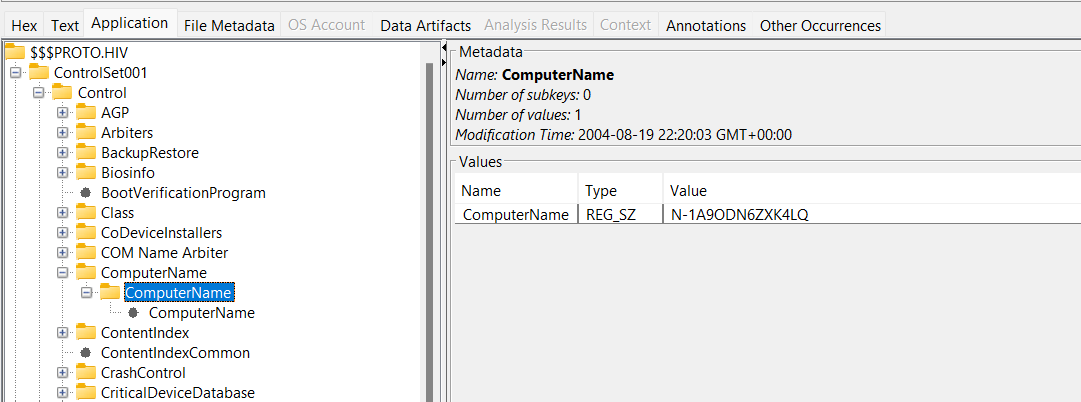 Hex Text Application File Metadata OS Account Data Artifacts Analysis Results Context Annotations Other Occurrences
$$$PROTO.HIV
ControlSet001
Control
AGP
Arbiters
BackupRestore
Biosinfo
BootVerificationProgram
Class
CoDeviceInstallers
COM Name Arbiter
ComputerName
ComputerName
ComputerName
ContentIndex
ContentIndexCommon
CrashControl
CriticalDeviceDatabase
Metadata
Name: ComputerName
Number of subkeys: 0
Number of values: 1
Modification Time: 2004-08-19 22:20:03 GMT+00:00
Values
Name Type Value
ComputerName REG_SZ N-1A9ODN6ZXK4LQ